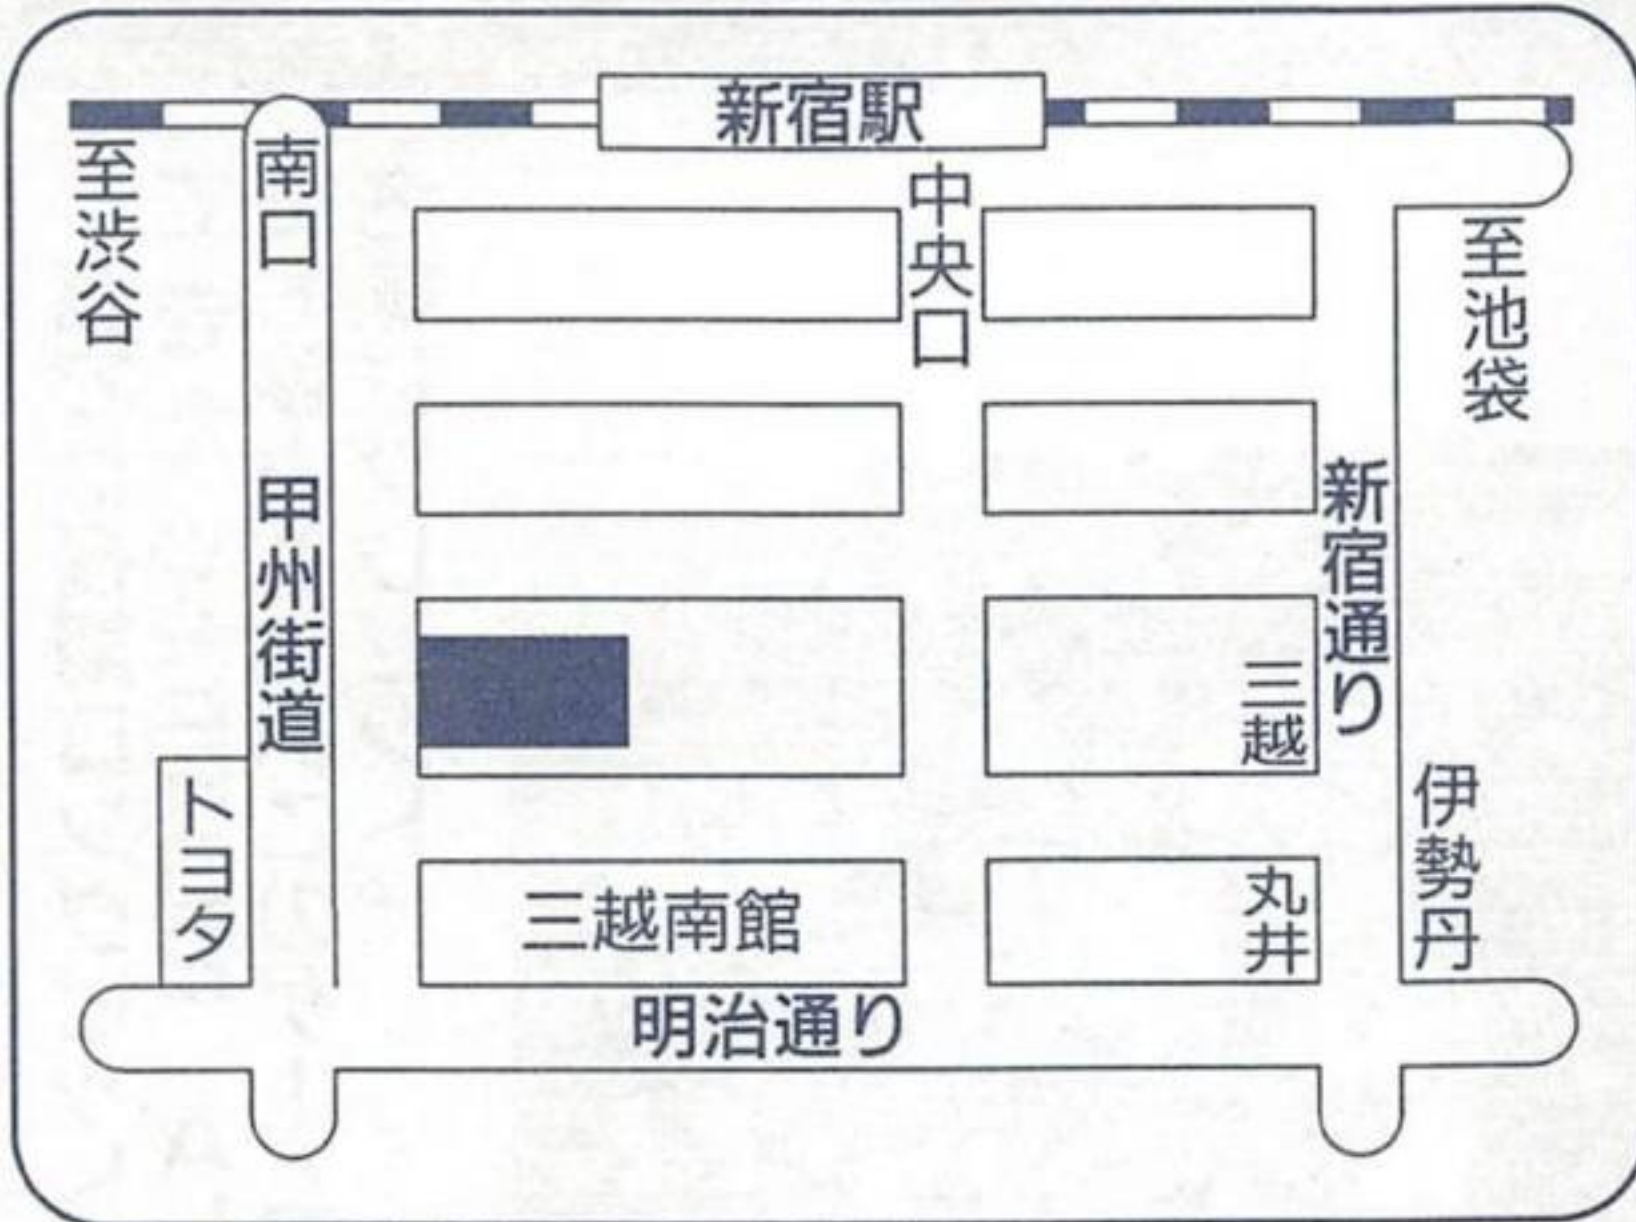 新宿駅
至渋谷
南口
中央口
至池袋
甲州街道
新宿通り
三越
トヨタ
伊勢丹
三越南館
丸井
明治通り